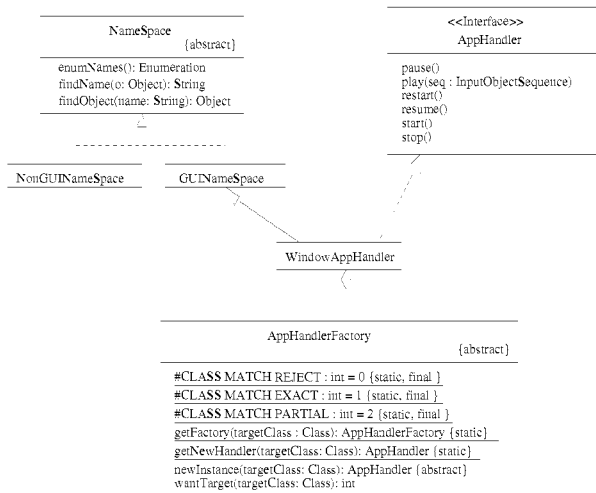 NameSpace
{abstract}
enumNames(): Enumeration
findName(o: Object): String
findObject(name: String): Object
<<Interface>>
AppHandler
pause()
play(seq : InputObjectSequence)
restart()
resume()
start()
stop()
NonGUINameSpace
GUINameSpace
WindowAppHandler
AppHandlerFactory
{abstract}
#CLASS MATCH REJECT : int = 0 {static, final }
#CLASS MATCH EXACT : int = 1 {static, final }
#CLASS MATCH PARTIAL : int = 2 {static, final }
getFactory(targetClass : Class): AppHandlerFactory {static}
getNewHandler(targetClass: Class): AppHandler {static}
newInstance(targetClass: Class): AppHandler {abstract}
wantTarget(targetClass: Class): int